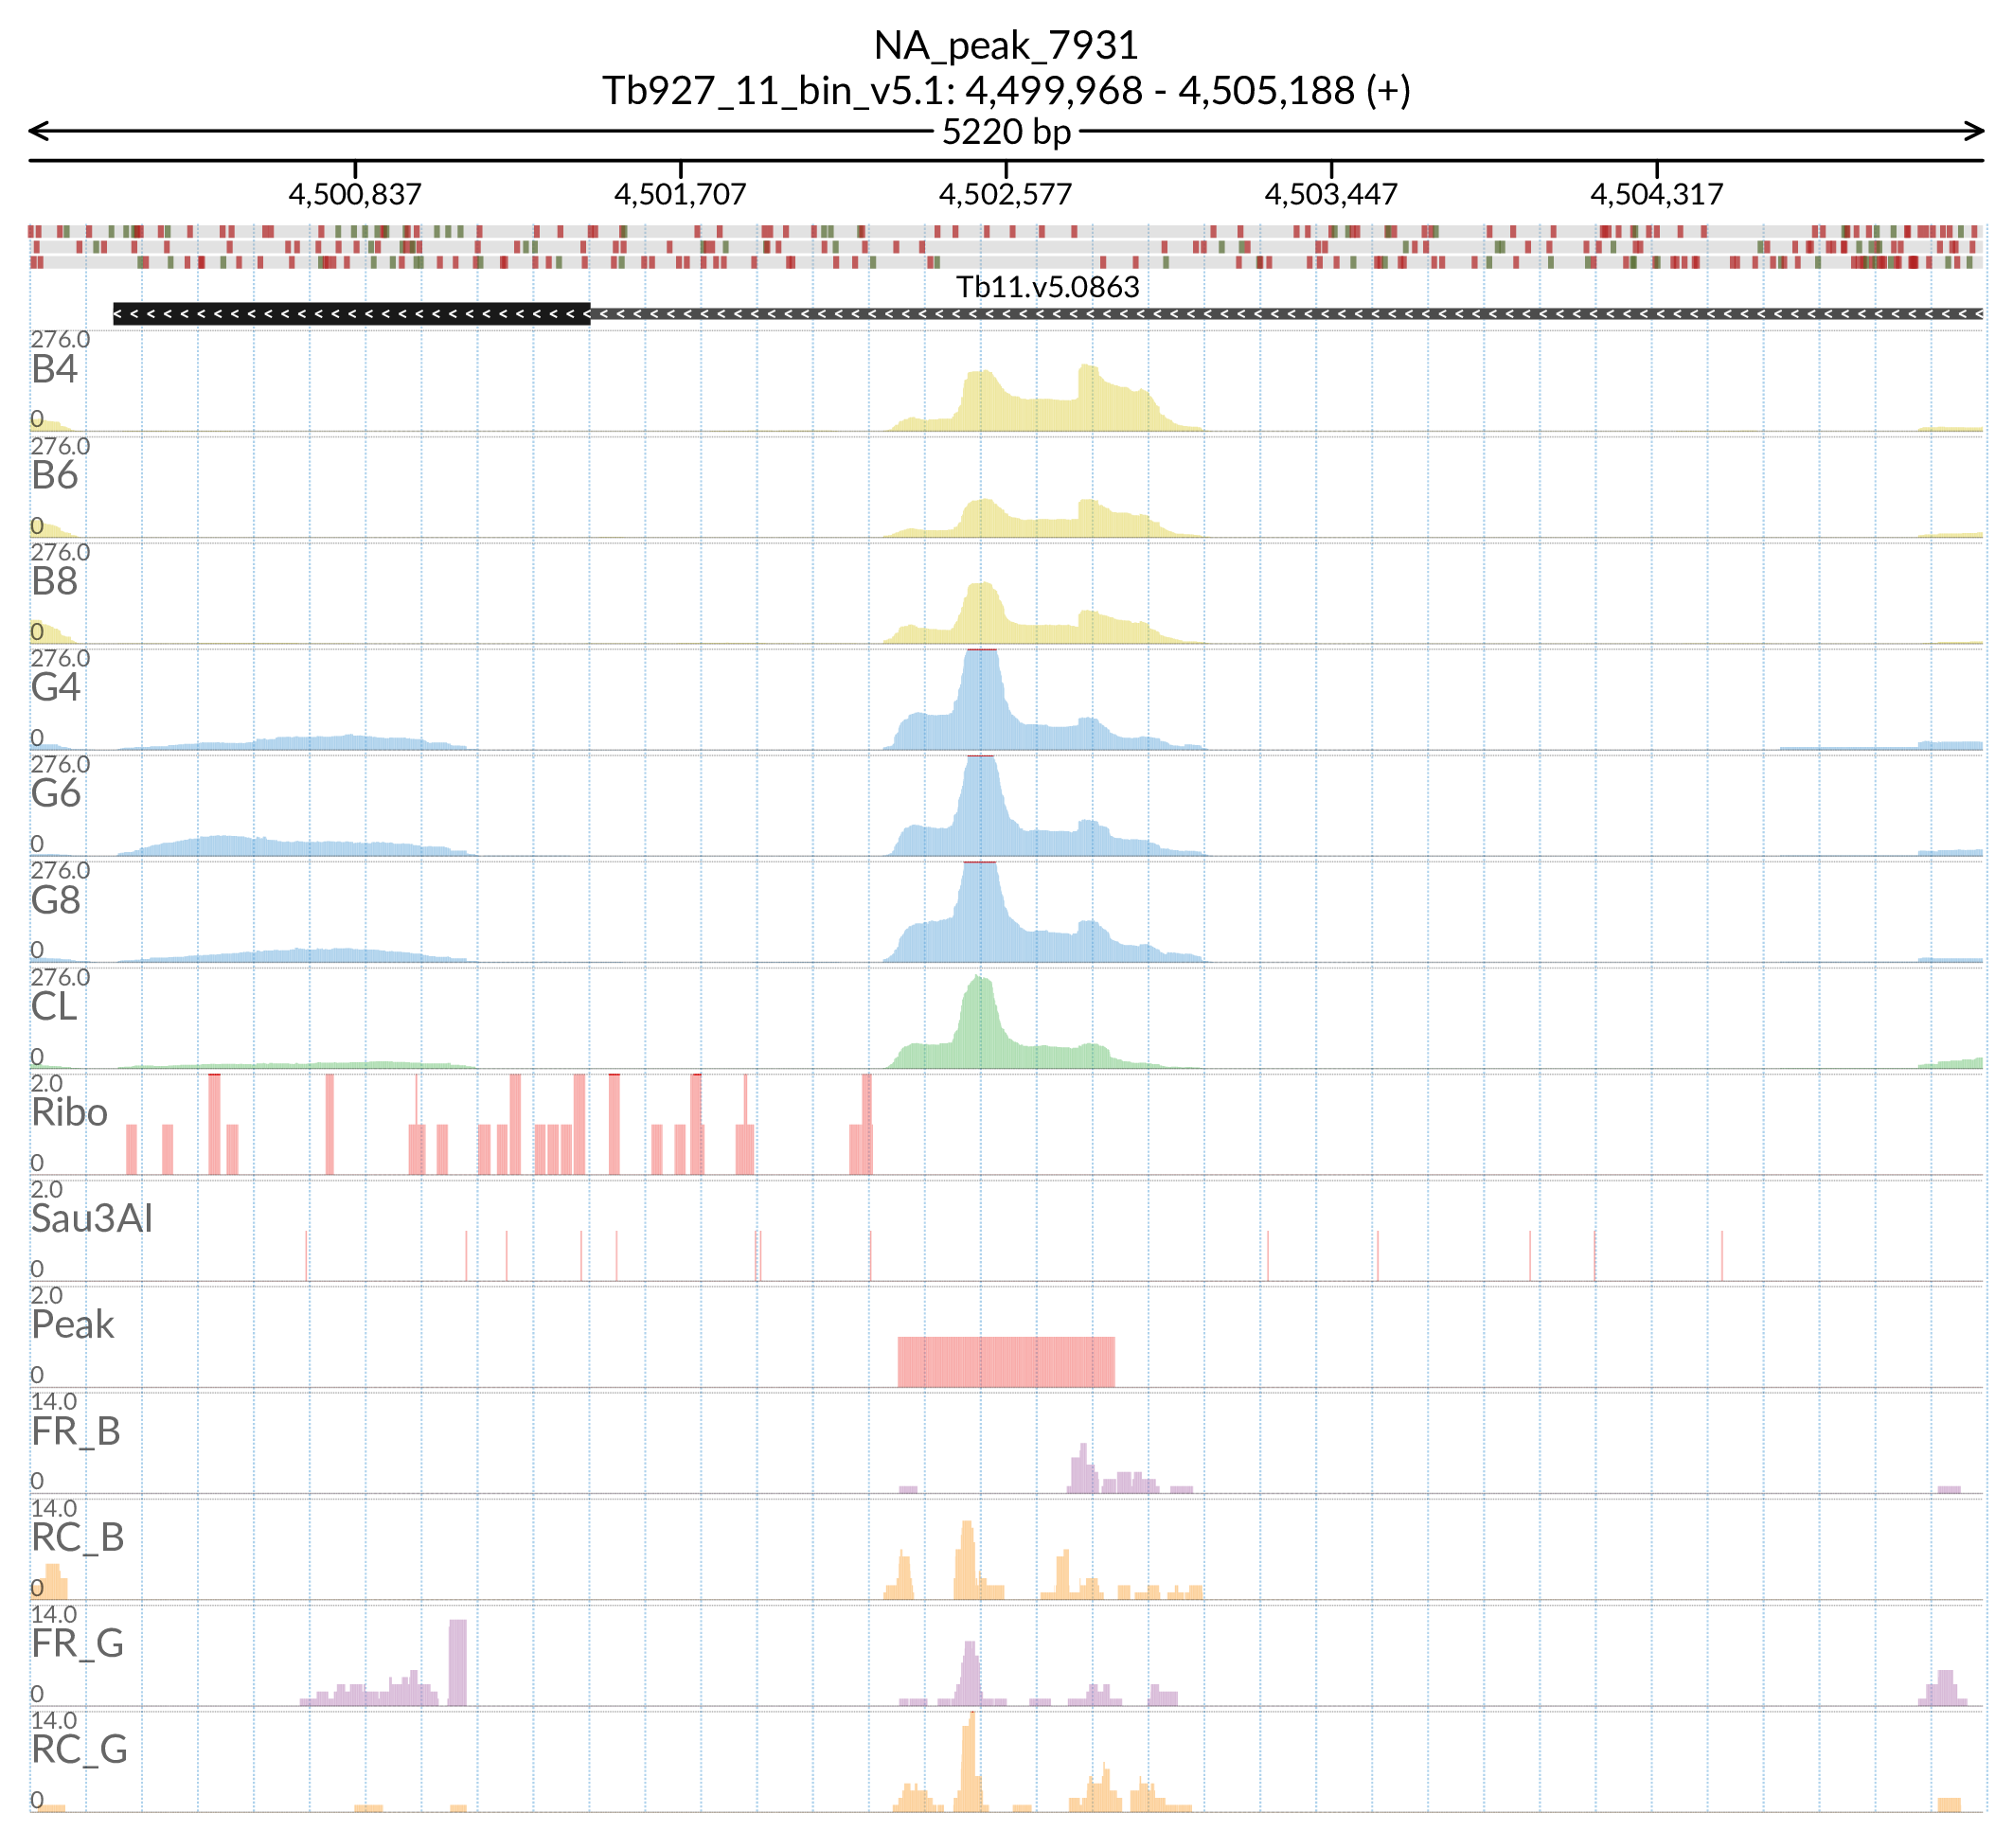 NA_peak_7931
Tb927_11_bin_v5.1: 4,499,968 - 4,505,188 (+)
5220 bp
4,500,837 4,501,707 4,502,577 4,503,447 4,504,317
Tb11.v5.0863
276.0
B4
0
276.0
B6
0
276.0
B8
0
276.0
G4
0
276.0
G6
0
276.0
G8
0
276.0
CL
0
2.0
Ribo
0
2.0
Sau3AI
0
2.0
Peak
0
14.0
FR_B
0
14.0
RC_B
0
14.0
FR_G
0
14.0
RC_G
0